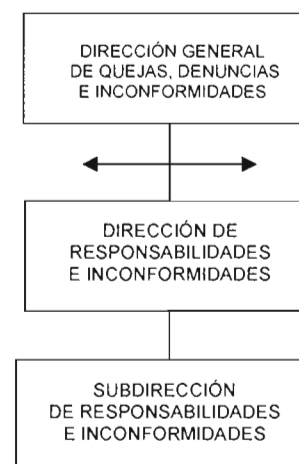 DIRECCIÓN GENERAL
DE QUEJAS, DENUNCIAS
E INCONFORMIDADES
DIRECCIÓN DE
RESPONSABILIDADES
E INCONFORMIDADES
SUBDIRECCIÓN
DE RESPONSABILIDADES
E INCONFORMIDADES